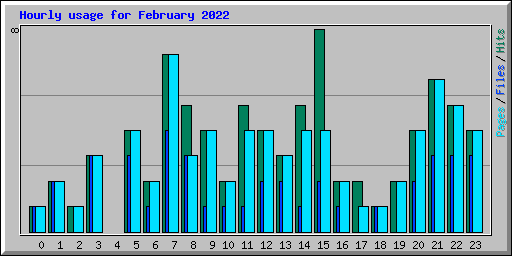 Hourly usage for February 2022
8
Pages / Files / Hits
0 1 2 3 4 5 6 7 8 9 10 11 12 13 14 15 16 17 18 19 20 21 22 23